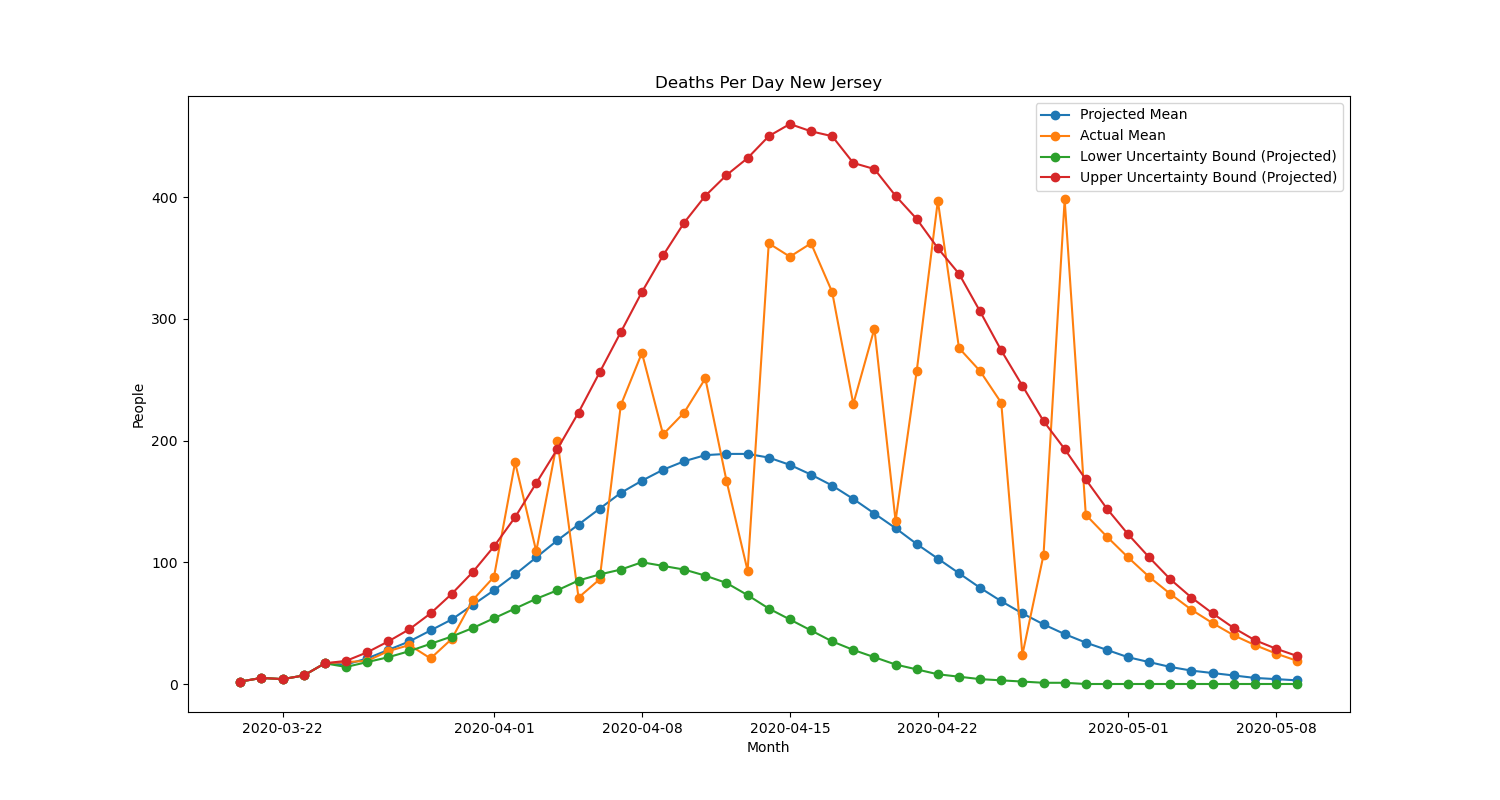 Deaths Per Day New Jersey
Projected Mean
Actual Mean
Lower Uncertainty Bound (Projected)
Upper Uncertainty Bound (Projected)
People
400
300
200
100
0
2020-03-22 2020-04-01 2020-04-08 2020-04-15 2020-04-22 2020-05-01 2020-05-08
Month